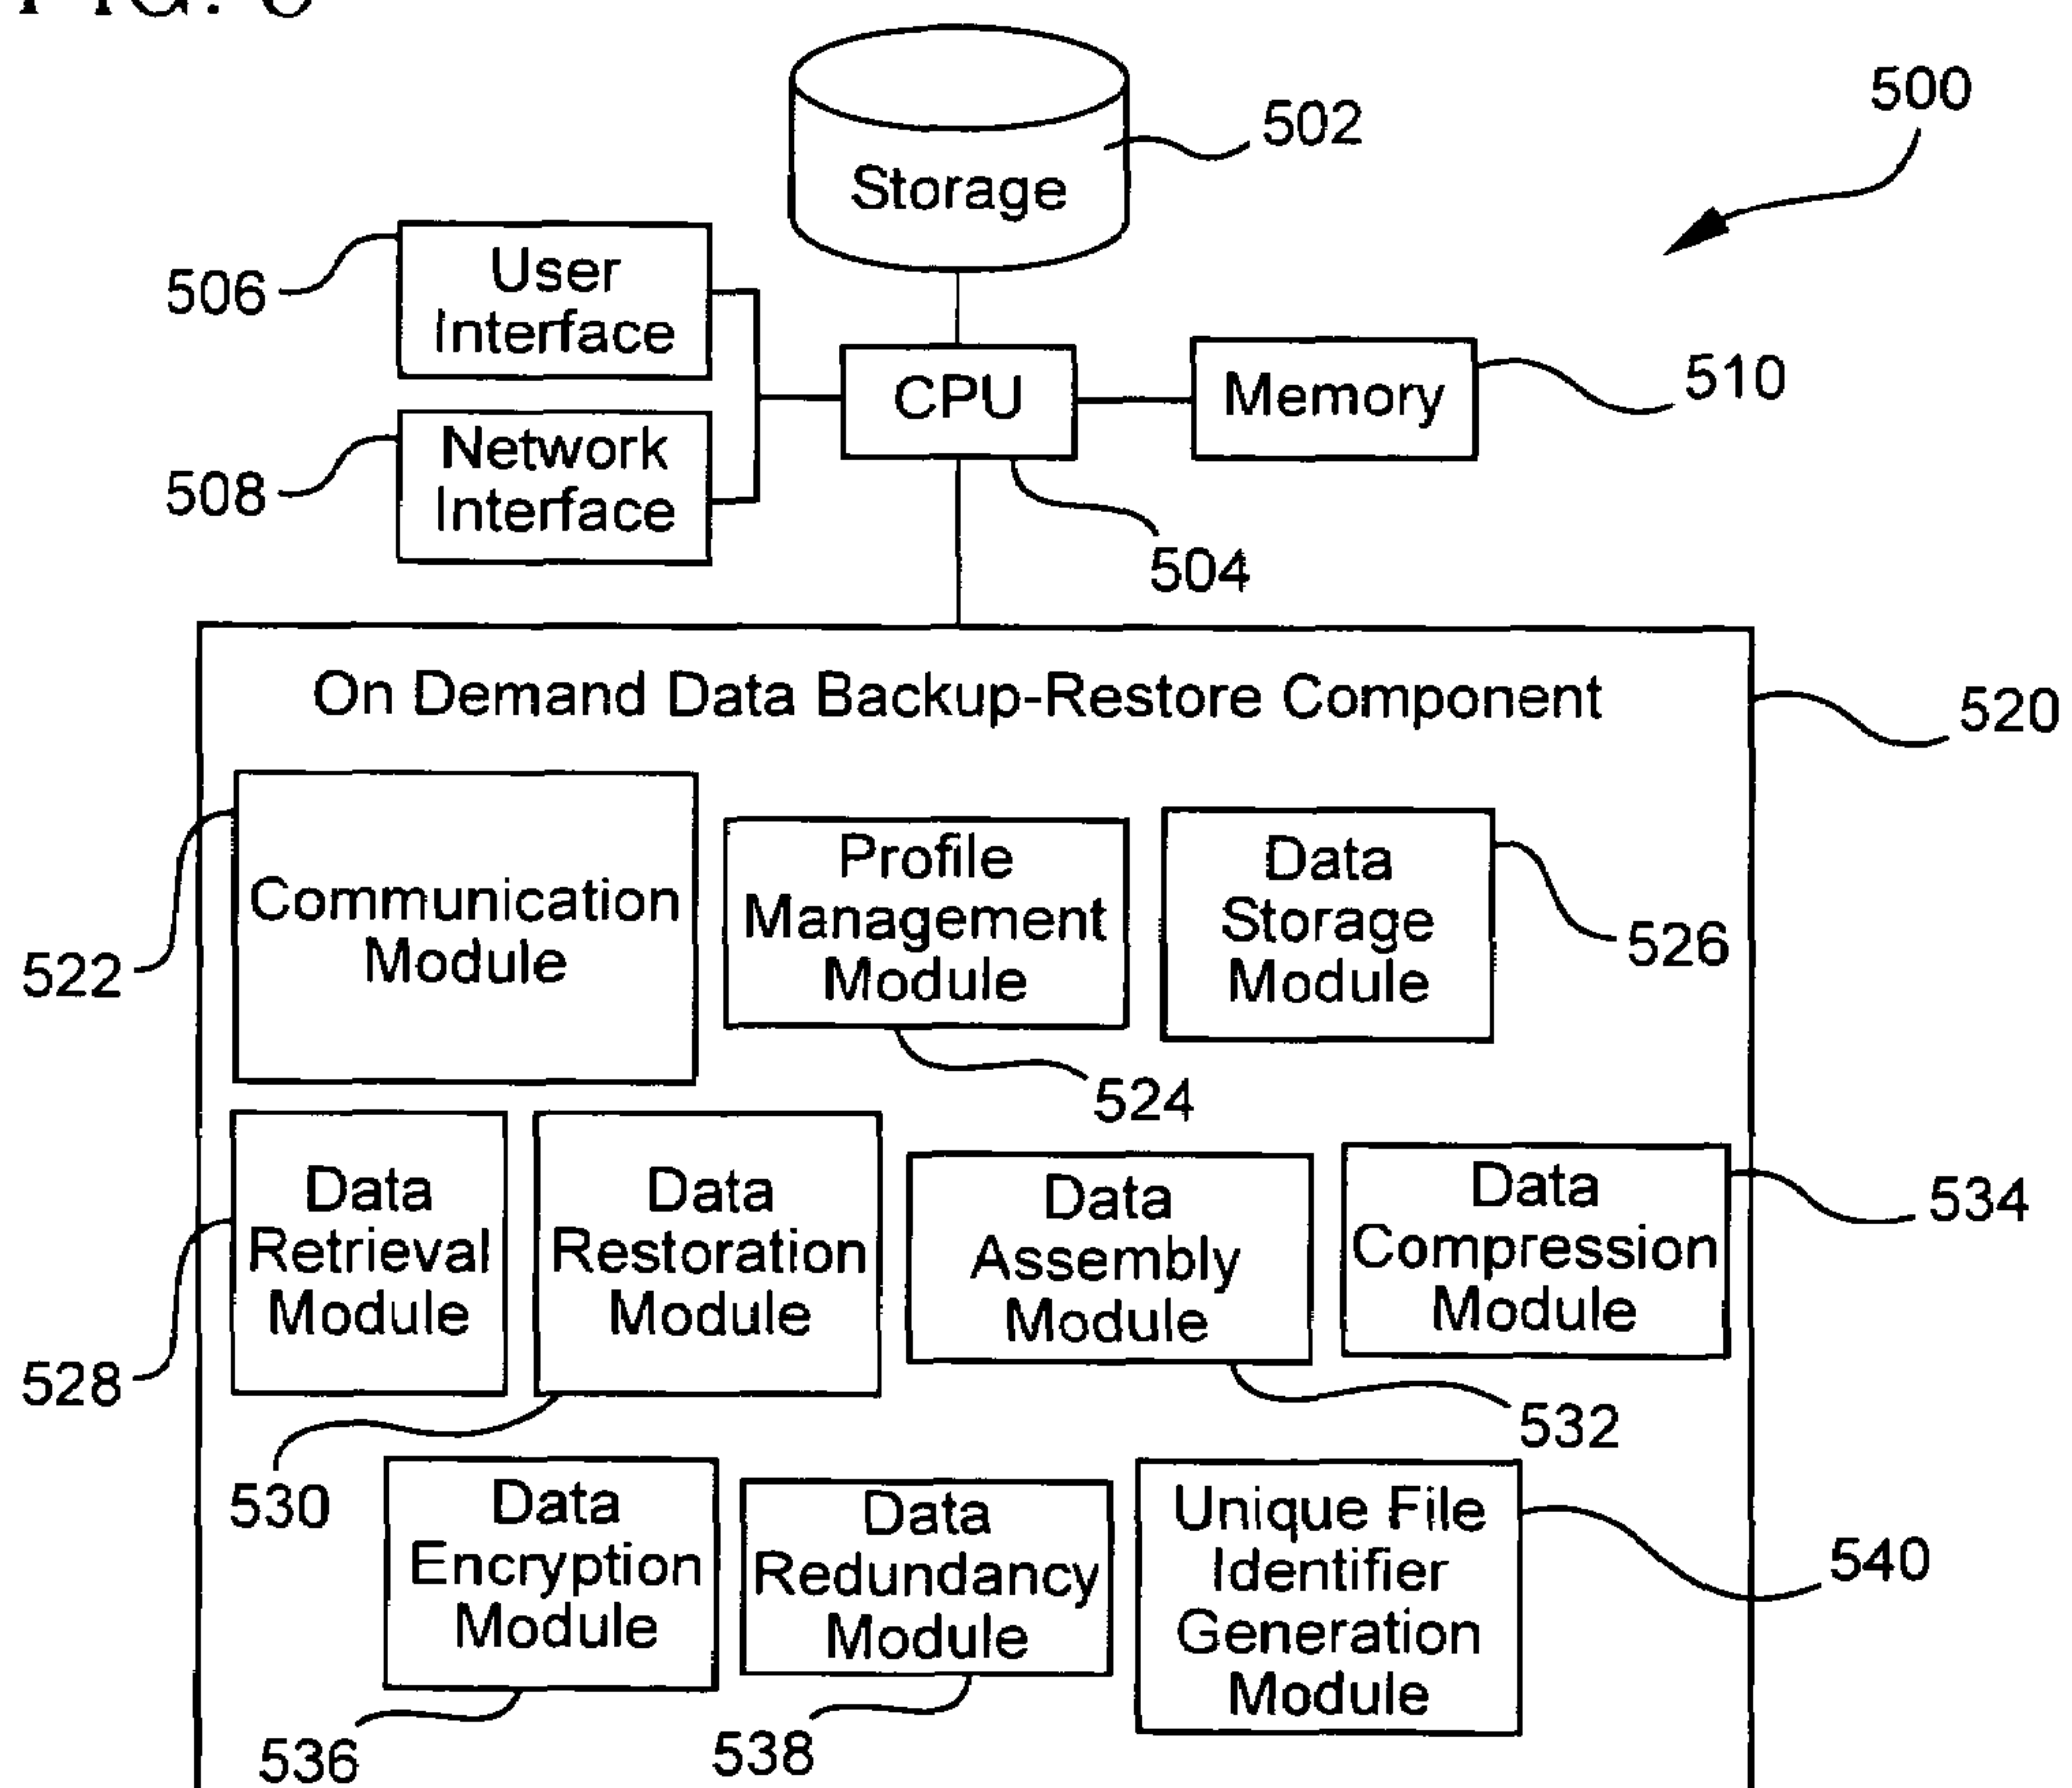 500
502
Storage
506
User
Interface
CPU
Memory
510
508
Network
Interface
504
On Demand Data Backup-Restore Component
520
522
Communication
Module
Profile
Management
Module
524
Data
Storage
Module
526
528
Data
Retrieval
Module
Data
Restoration
Module
530
Data
Assembly
Module
532
Data
Compression
Module
534
Data
Encryption
Module
536
Data
Redundancy
Module
538
Unique File
Identifier
Generation
Module
540